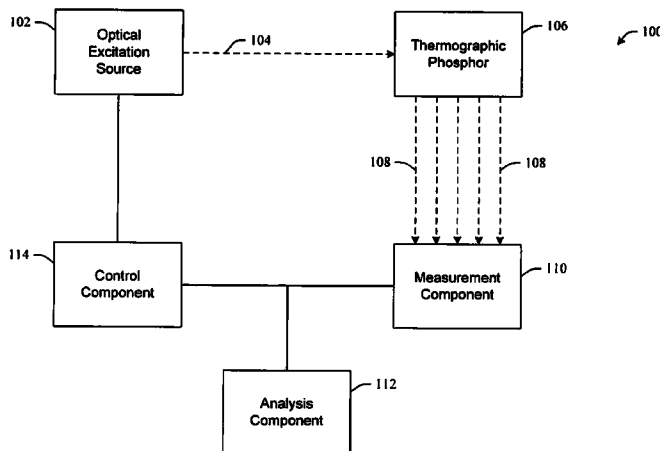 102
Optical
Excitation
Source
104
106
Thermographic
Phosphor
100
108
108
114
Control
Component
Measurement
Component
110
112
Analysis
Component